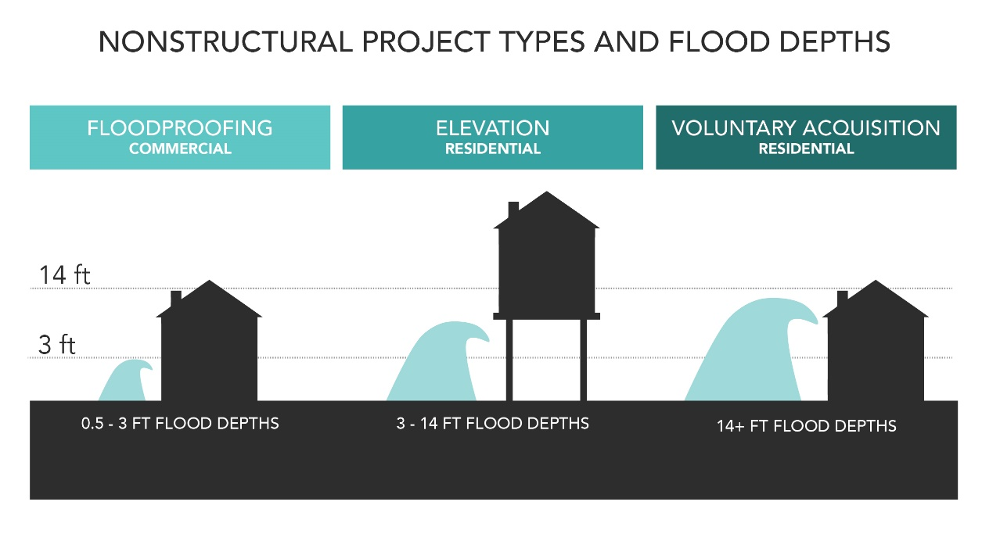 NONSTRUCTURAL PROJECT TYPES AND FLOOD DEPTHS
FLOODPROOFING
COMMERCIAL
ELEVATION
RESIDENTIAL
VOLUNTARY ACQUISITION
RESIDENTIAL
14 ft
3 ft
0.5 - 3 FT FLOOD DEPTHS
3 - 14 FT FLOOD DEPTHS
14+ FT FLOOD DEPTHS